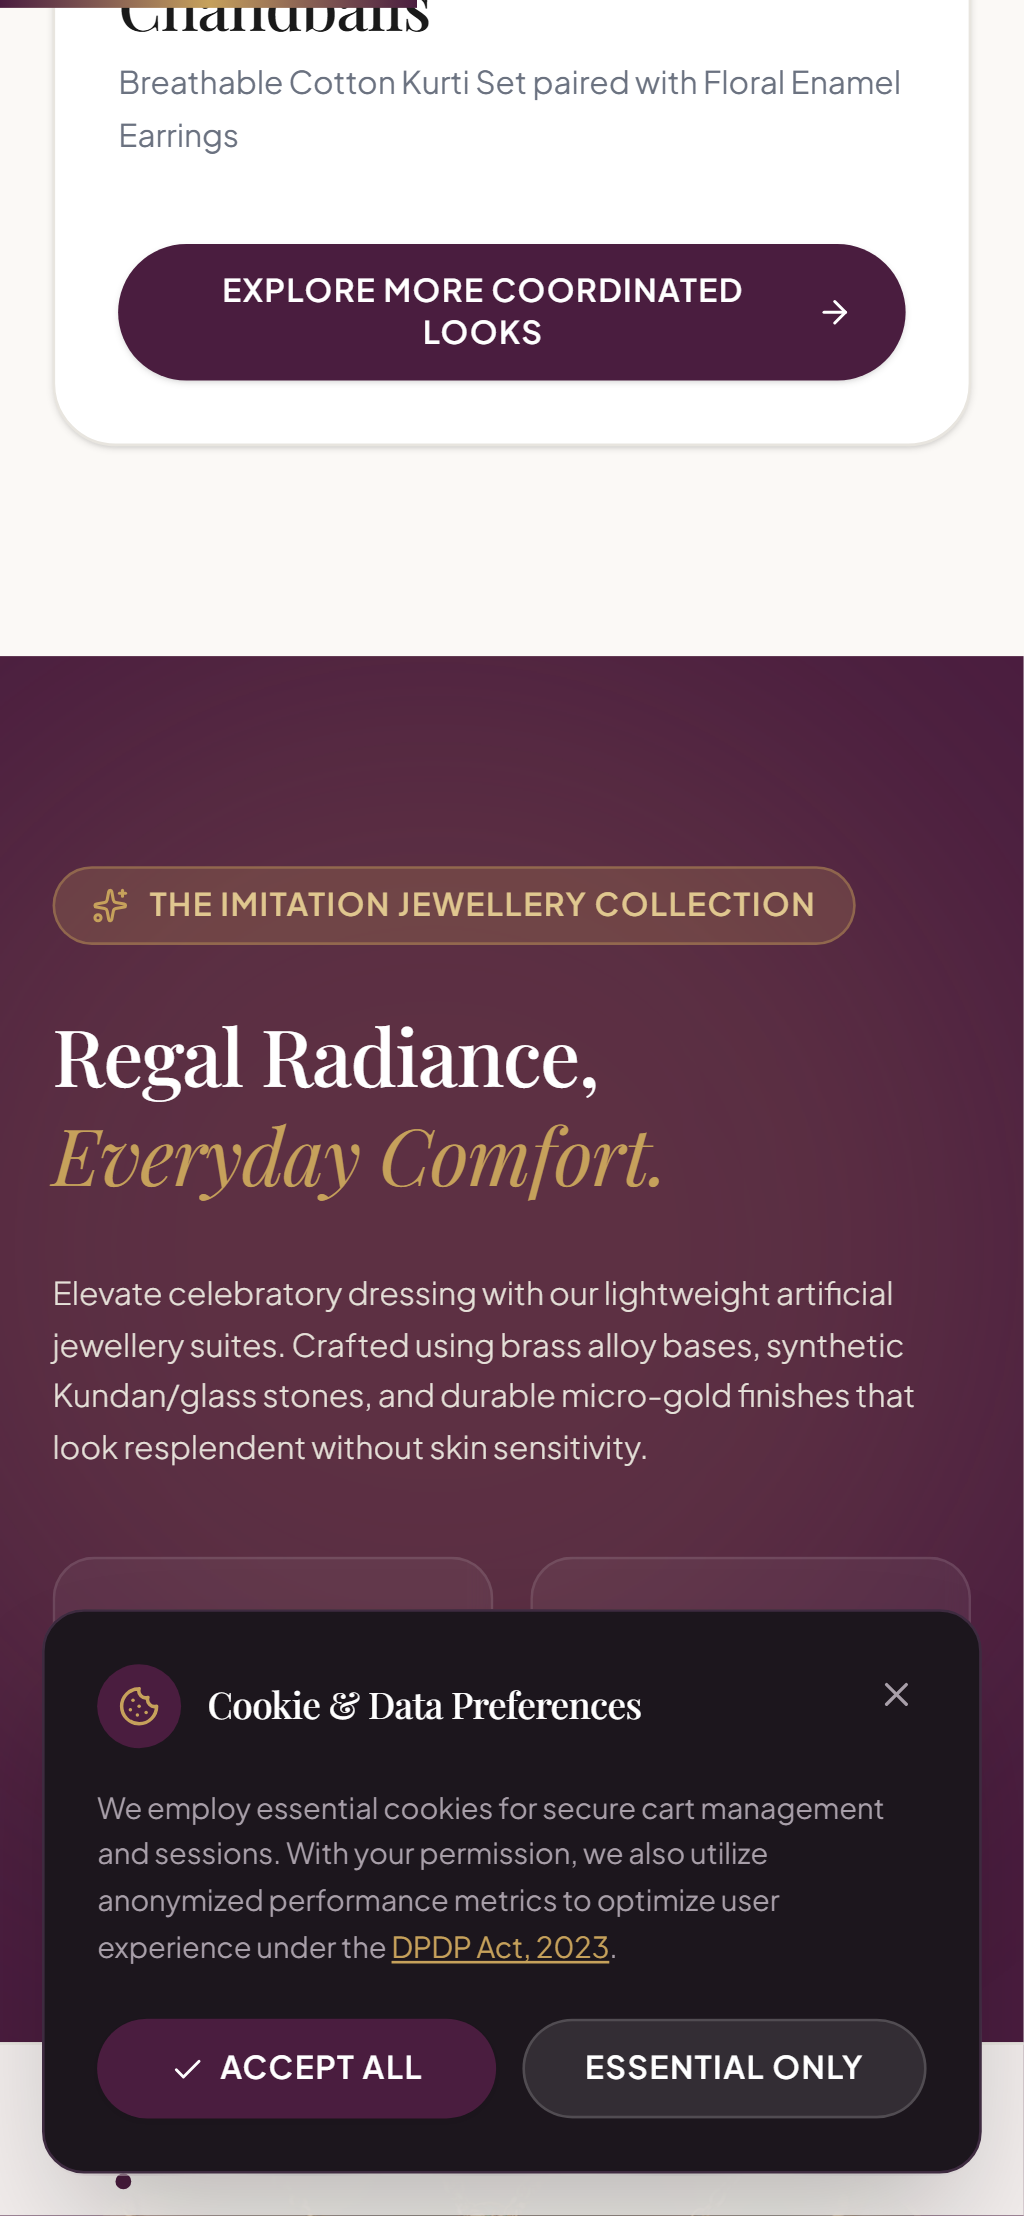 Chandbalis
Breathable Cotton Kurti Set paired with Floral Enamel
Earrings
EXPLORE MORE COORDINATED
LOOKS
THE IMITATION JEWELLERY COLLECTION
Regal Radiance,
Everyday Comfort.
Elevate celebratory dressing with our lightweight artificial
jewellery suites. Crafted using brass alloy bases, synthetic
Kundan/glass stones, and durable micro-gold finishes that
look resplendent without skin sensitivity.
Cookie & Data Preferences
We employ essential cookies for secure cart management
and sessions. With your permission, we also utilize
anonymized performance metrics to optimize user
experience under the DPDP Act, 2023.
ACCEPT ALL
ESSENTIAL ONLY